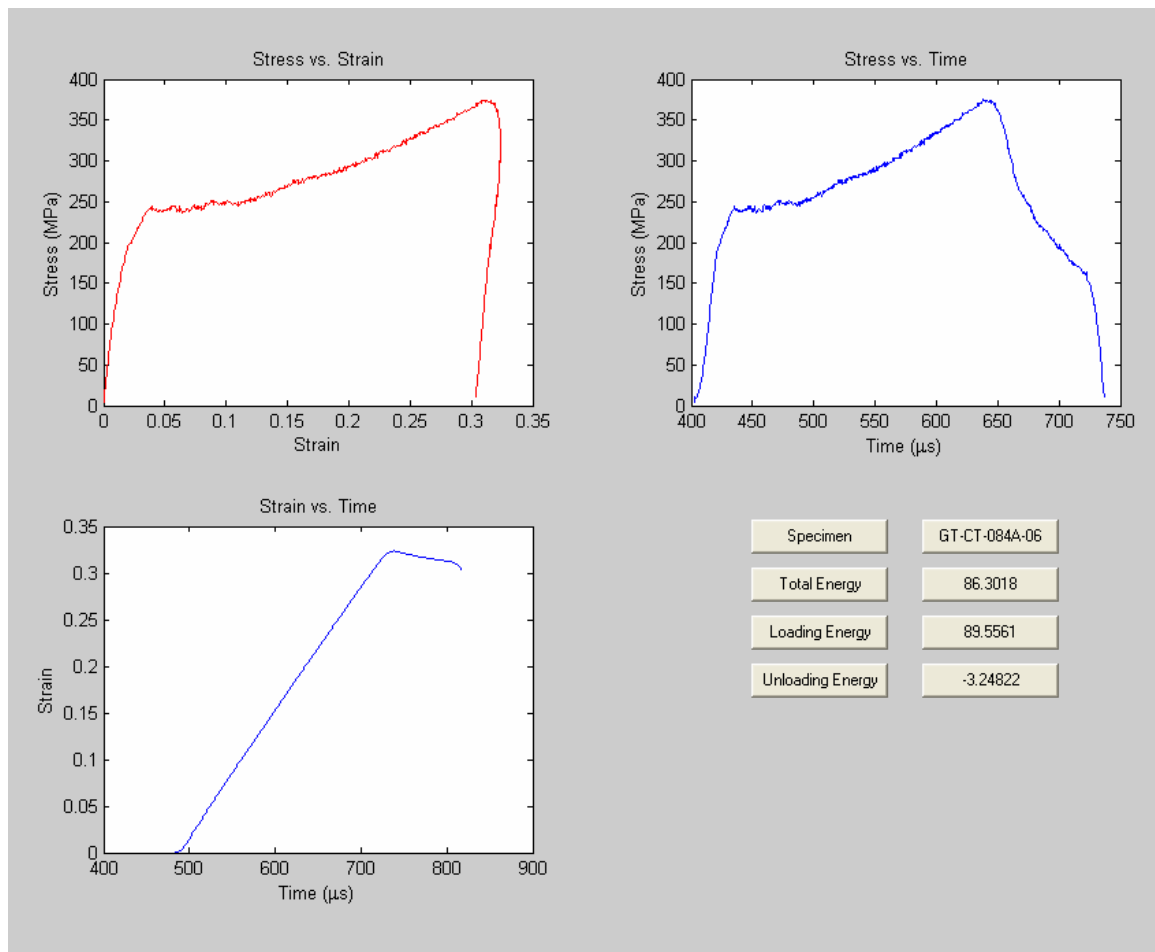 Stress vs. Strain
400
350
300
250
200
150
100
50
0
Stress (MPa)
0 0.05 0.1 0.15 0.2 0.25 0.3 0.35
Strain
Stress vs. Time
400
350
300
250
200
150
100
50
0
Stress (MPa)
400 450 500 550 600 650 700 750
Time (μs)
Strain vs. Time
0.35
0.3
0.25
0.2
0.15
0.1
0.05
0
Strain
400 500 600 700 800 900
Time (μs)
Specimen GT-CT-084A-06
Total Energy 86.3018
Loading Energy 89.5561
Unloading Energy -3.24822